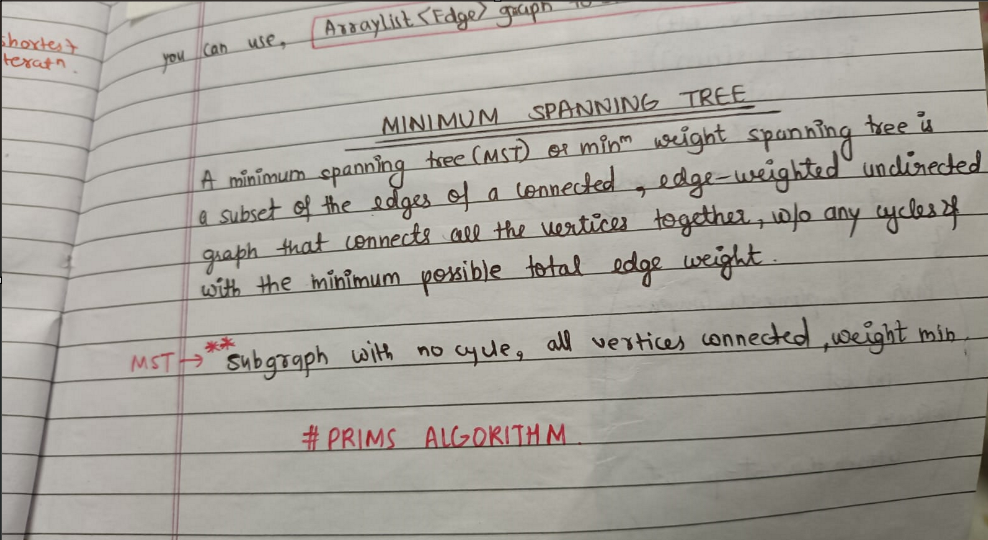 you can use, ArrayList<Edge> graph to
shortest
iteratn.
MINIMUM SPANNING TREE
A minimum spanning tree (MST) or minᵐ weight spanning tree is
a subset of the edges of a connected, edge-weighted undirected
graph that connects all the vertices together, w/o any cycles &
with the minimum possible total edge weight.
MST → **subgraph with no cycle, all vertices connected, weight min.
# PRIMS ALGORITHM.